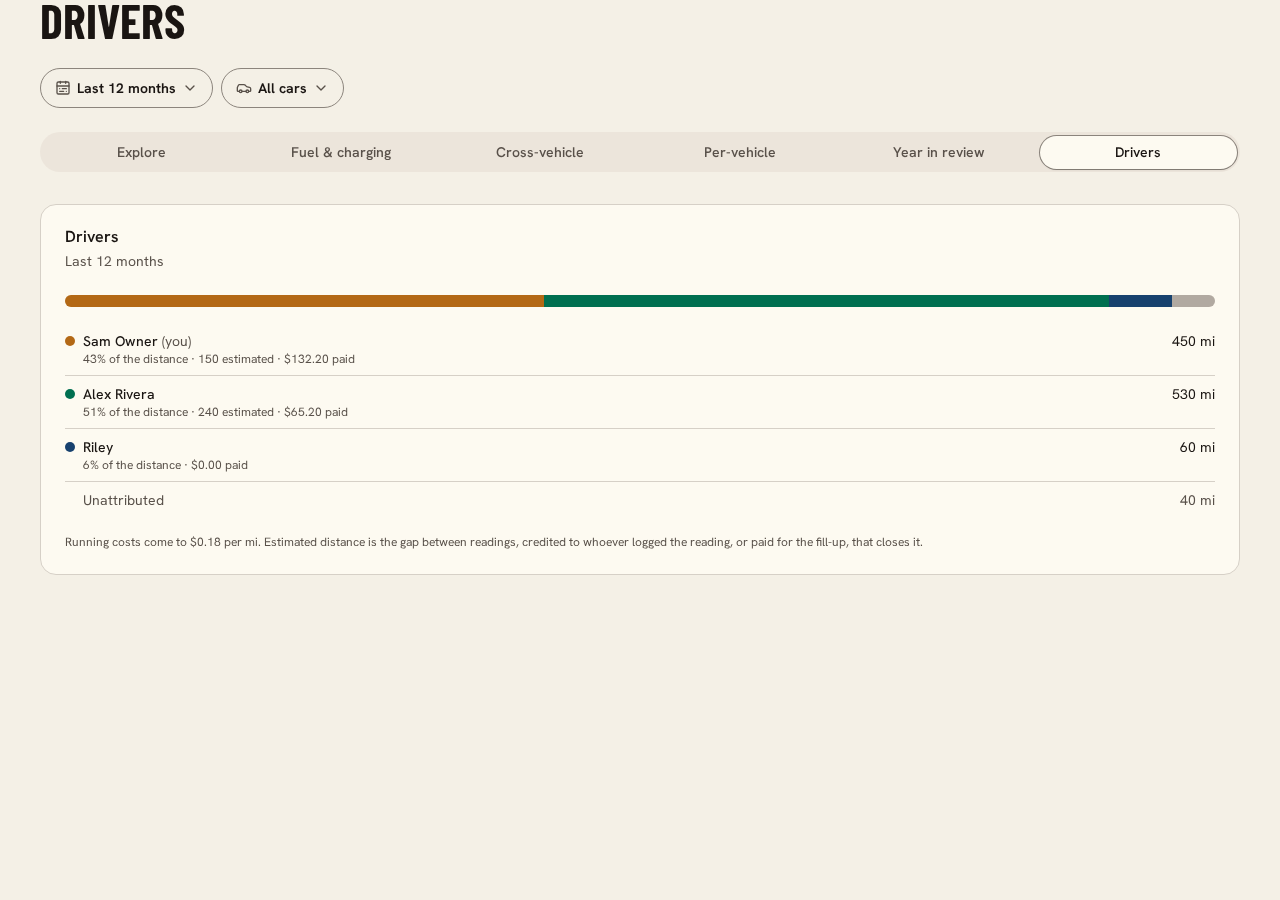 DRIVERS
Last 12 months
All cars
Explore
Fuel & charging
Cross-vehicle
Per-vehicle
Year in review
Drivers
Drivers
Last 12 months
Sam Owner (you)
450 mi
43% of the distance · 150 estimated · $132.20 paid
Alex Rivera
530 mi
51% of the distance · 240 estimated · $65.20 paid
Riley
60 mi
6% of the distance · $0.00 paid
Unattributed
40 mi
Running costs come to $0.18 per mi. Estimated distance is the gap between readings, credited to whoever logged the reading, or paid for the fill-up, that closes it.